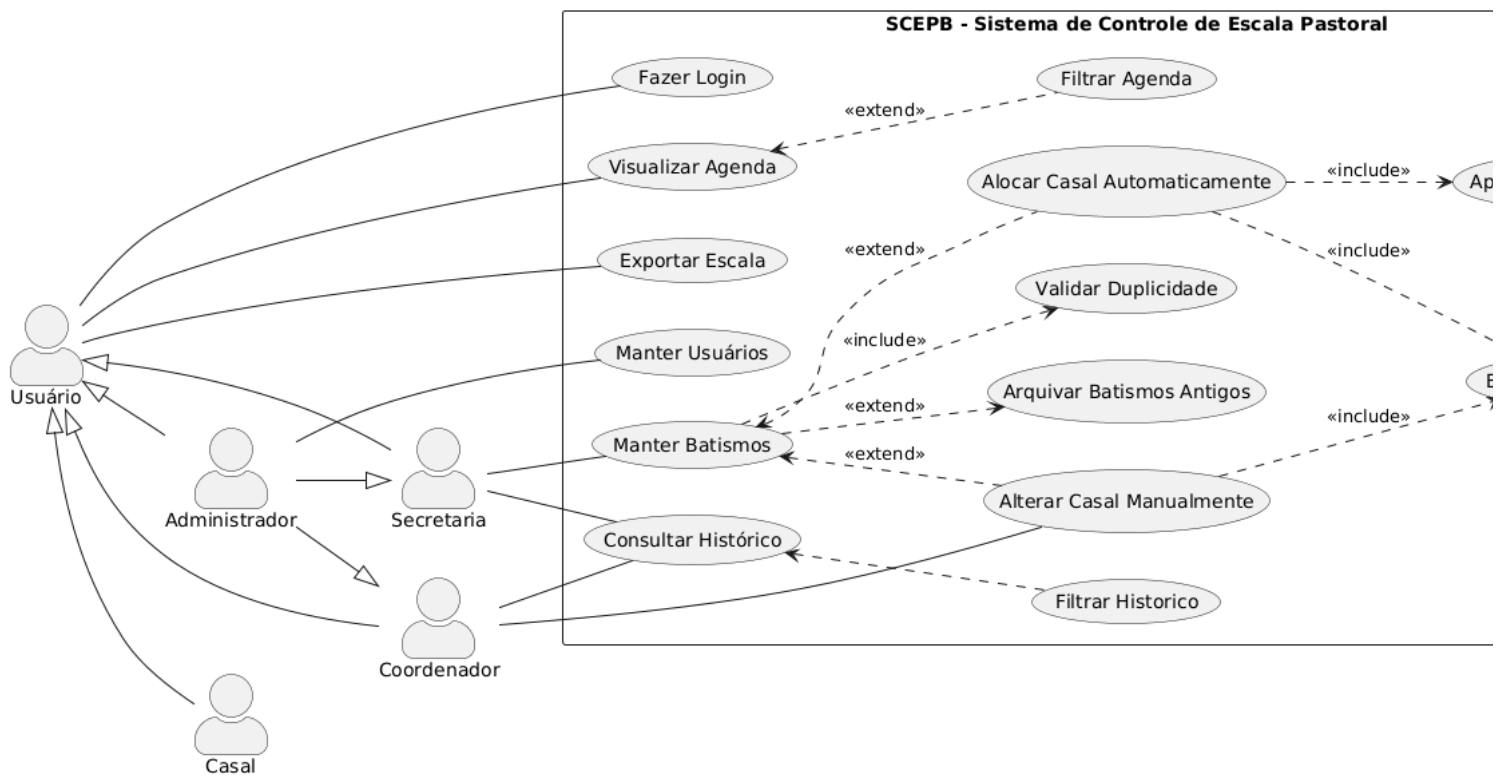 SCEPB - Sistema de Controle de Escala Pastoral
Fazer Login
Filtrar Agenda
«extend»
Visualizar Agenda
Alocar Casal Automaticamente
«include»
Ap
«extend»
«include»
Exportar Escala
Validar Duplicidade
«include»
Manter Usuários
Usuário
Arquivar Batismos Antigos
«extend»
«include»
Manter Batismos
«extend»
Alterar Casal Manualmente
Administrador
Secretaria
Consultar Histórico
Filtrar Historico
Coordenador
Casal